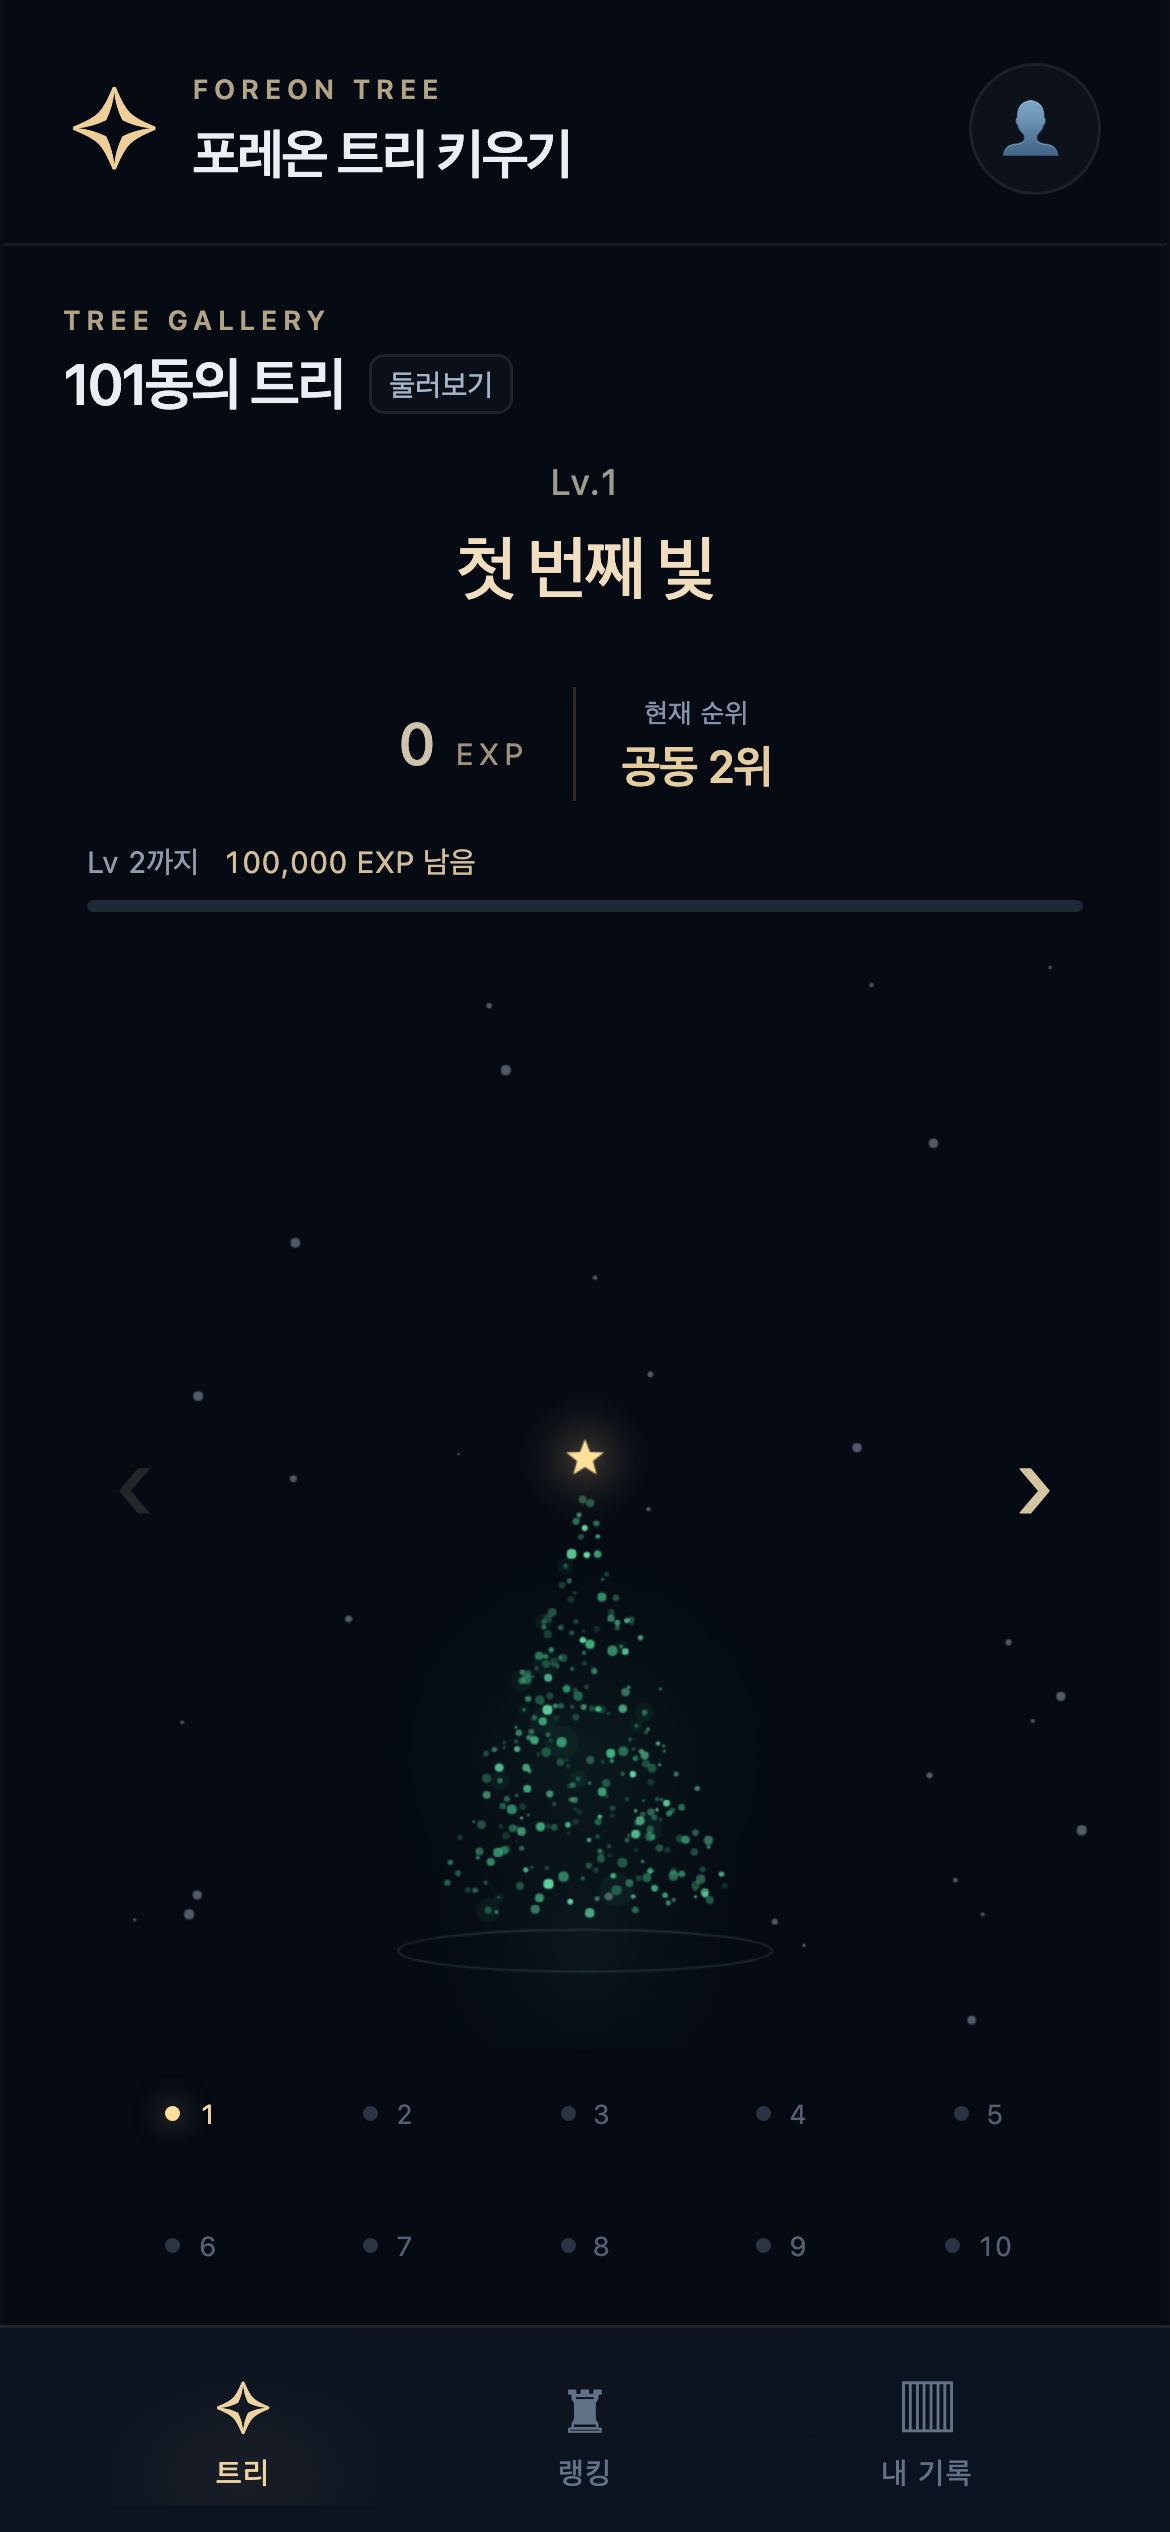 FOREON TREE
포레온 트리 키우기
TREE GALLERY
101동의 트리 둘러보기
Lv.1
첫 번째 빛
0 EXP
현재 순위
공동 2위
Lv 2까지 100,000 EXP 남음
1 2 3 4 5
6 7 8 9 10
트리 랭킹 내 기록